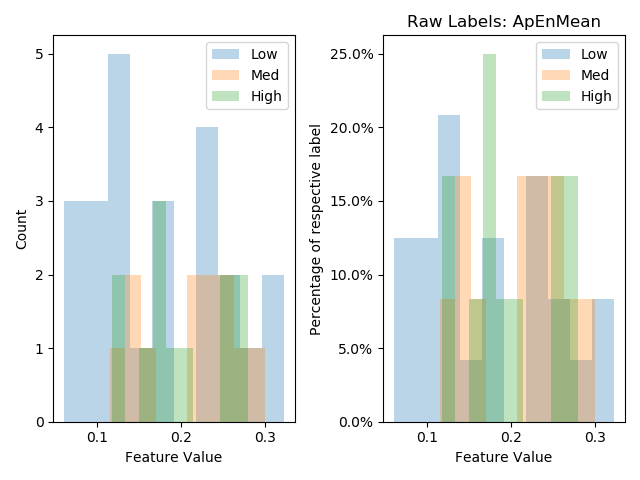 Raw Labels: ApEnMean
5
4
3
2
1
0
Count
0.1
0.2
0.3
Feature Value
Low
Med
High
25.0%
20.0%
15.0%
10.0%
5.0%
0.0%
Percentage of respective label
0.1
0.2
0.3
Feature Value
Low
Med
High